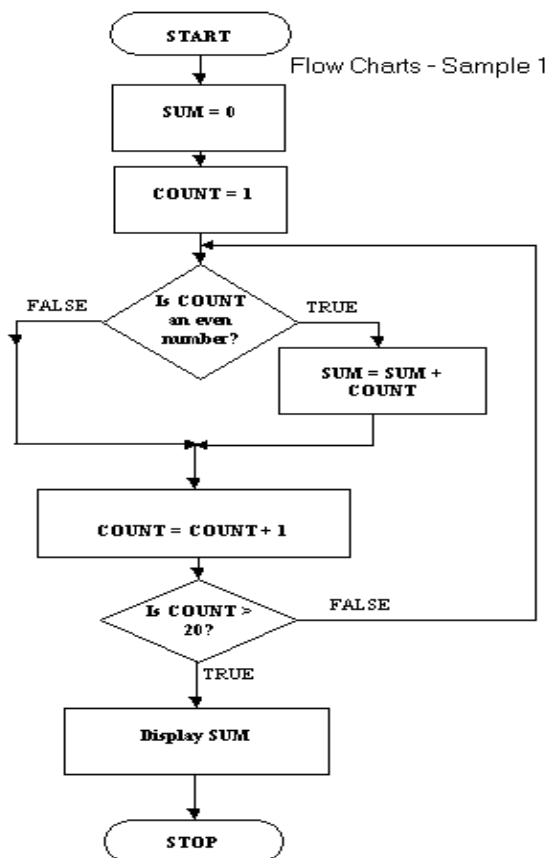 START
Flow Charts - Sample 1
SUM = 0
COUNT = 1
Is COUNT
an even
number?
FALSE
TRUE
SUM = SUM +
COUNT
COUNT = COUNT + 1
Is COUNT >
20?
FALSE
TRUE
Display SUM
STOP